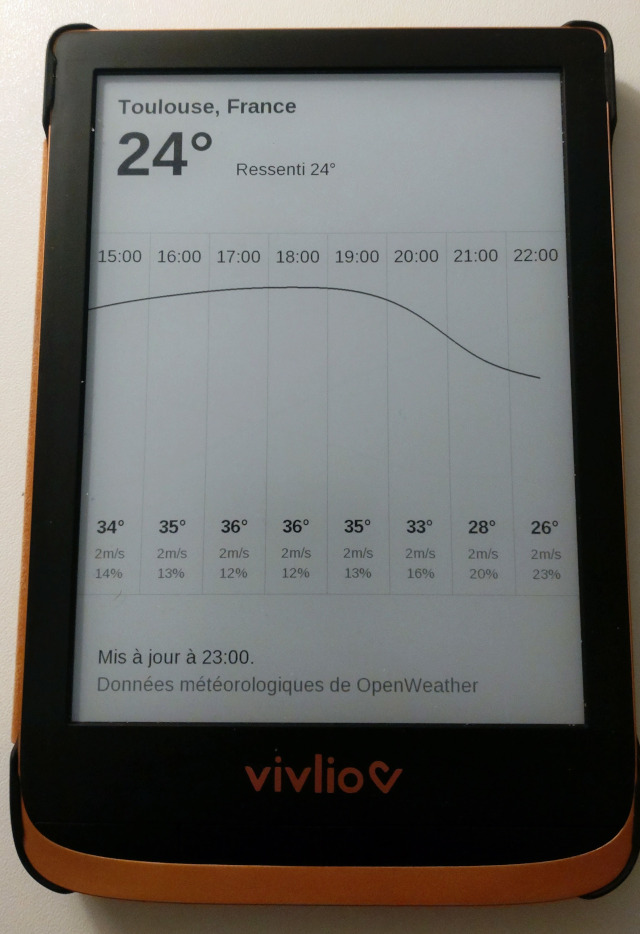 Toulouse, France
24° Ressenti 24°
15:00 16:00 17:00 18:00 19:00 20:00 21:00 22:00
34° 35° 36° 36° 35° 33° 28° 26°
2m/s 2m/s 2m/s 2m/s 2m/s 2m/s 2m/s 2m/s
14% 13% 12% 12% 13% 16% 20% 23%
Mis à jour à 23:00.
Données météorologiques de OpenWeather
vivlio